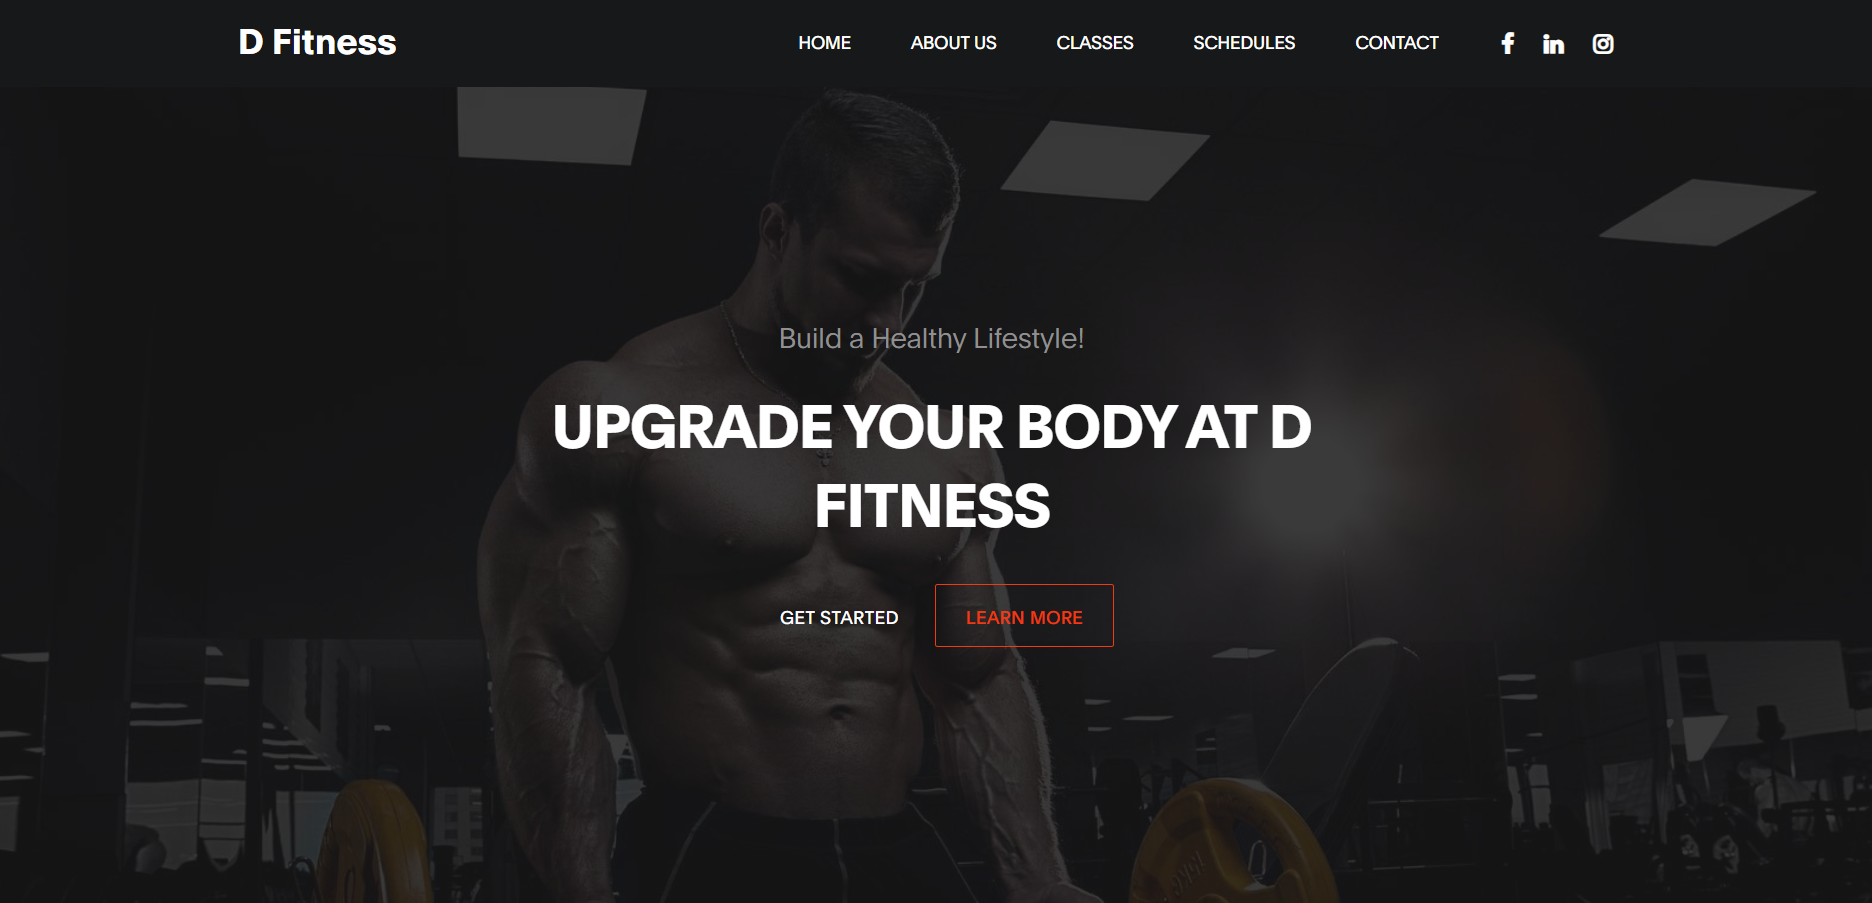 D Fitness
HOME ABOUT US CLASSES SCHEDULES CONTACT
Build a Healthy Lifestyle!
UPGRADE YOUR BODY AT D
FITNESS
GET STARTED LEARN MORE